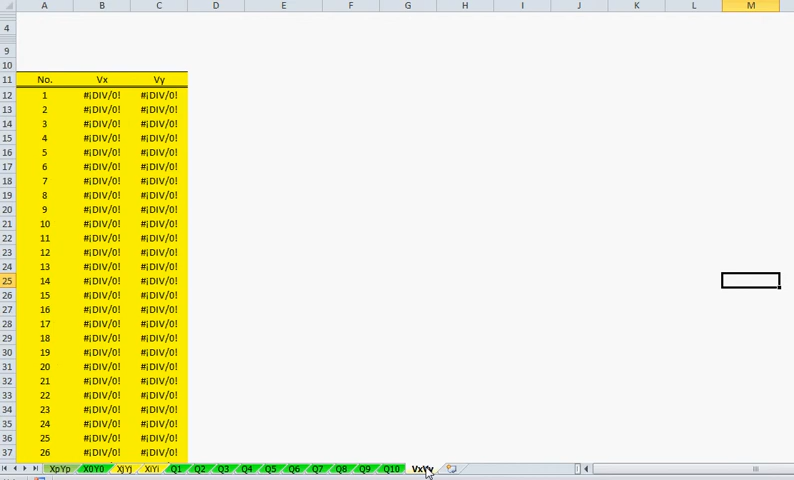 A B C D E F G H I J K L M
4
9
10
11 No. Vx Vy
12 1 #¡DIV/0! #¡DIV/0!
13 2 #¡DIV/0! #¡DIV/0!
14 3 #¡DIV/0! #¡DIV/0!
15 4 #¡DIV/0! #¡DIV/0!
16 5 #¡DIV/0! #¡DIV/0!
17 6 #¡DIV/0! #¡DIV/0!
18 7 #¡DIV/0! #¡DIV/0!
19 8 #¡DIV/0! #¡DIV/0!
20 9 #¡DIV/0! #¡DIV/0!
21 10 #¡DIV/0! #¡DIV/0!
22 11 #¡DIV/0! #¡DIV/0!
23 12 #¡DIV/0! #¡DIV/0!
24 13 #¡DIV/0! #¡DIV/0!
25 14 #¡DIV/0! #¡DIV/0!
26 15 #¡DIV/0! #¡DIV/0!
27 16 #¡DIV/0! #¡DIV/0!
28 17 #¡DIV/0! #¡DIV/0!
29 18 #¡DIV/0! #¡DIV/0!
30 19 #¡DIV/0! #¡DIV/0!
31 20 #¡DIV/0! #¡DIV/0!
32 21 #¡DIV/0! #¡DIV/0!
33 22 #¡DIV/0! #¡DIV/0!
34 23 #¡DIV/0! #¡DIV/0!
35 24 #¡DIV/0! #¡DIV/0!
36 25 #¡DIV/0! #¡DIV/0!
37 26 #¡DIV/0! #¡DIV/0!
XpYp X0Y0 XjYj XiYi Q1 Q2 Q3 Q4 Q5 Q6 Q7 Q8 Q9 Q10 VxVy